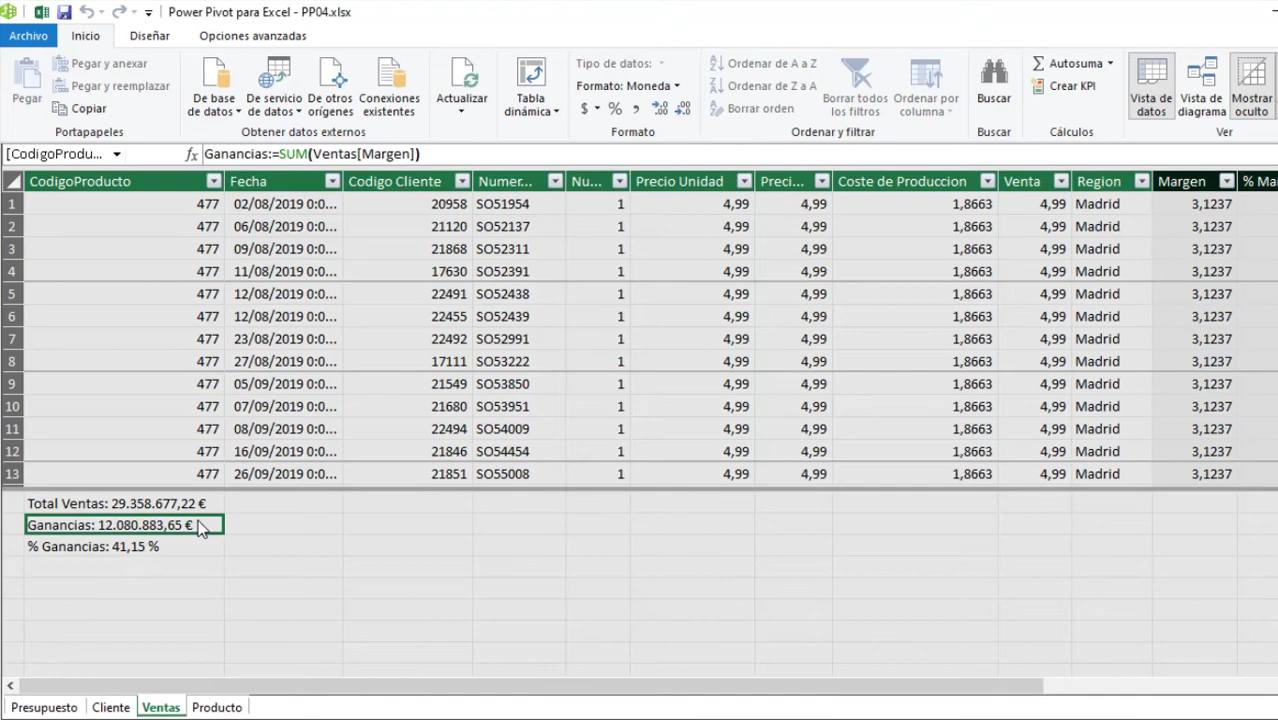 Power Pivot para Excel - PP04.xlsx
Archivo Inicio Diseñar Opciones avanzadas
Pegar
Pegar y anexar
Pegar y reemplazar
Copiar
Portapapeles
De base de datos
De servicio de datos
De otros orígenes
Conexiones existentes
Obtener datos externos
Actualizar
Tabla dinámica
Tipo de datos:
Formato: Moneda
$ % ,
Formato
Ordenar de A a Z
Ordenar de Z a A
Borrar orden
Borrar todos los filtros
Ordenar por columna
Ordenar y filtrar
Buscar
Buscar
Autosuma
Crear KPI
Cálculos
Vista de datos
Vista de diagrama
Mostrar oculto
Ver
[CodigoProdu... fx Ganancias:=SUM(Ventas[Margen])
CodigoProducto Fecha Codigo Cliente Numer... Nu... Precio Unidad Preci... Coste de Produccion Venta Region Margen % Ma
1 477 02/08/2019 0:0... 20958 SO51954 1 4,99 4,99 1,8663 4,99 Madrid 3,1237
2 477 06/08/2019 0:0... 21120 SO52137 1 4,99 4,99 1,8663 4,99 Madrid 3,1237
3 477 09/08/2019 0:0... 21868 SO52311 1 4,99 4,99 1,8663 4,99 Madrid 3,1237
4 477 11/08/2019 0:0... 17630 SO52391 1 4,99 4,99 1,8663 4,99 Madrid 3,1237
5 477 12/08/2019 0:0... 22491 SO52438 1 4,99 4,99 1,8663 4,99 Madrid 3,1237
6 477 12/08/2019 0:0... 22455 SO52439 1 4,99 4,99 1,8663 4,99 Madrid 3,1237
7 477 23/08/2019 0:0... 22492 SO52991 1 4,99 4,99 1,8663 4,99 Madrid 3,1237
8 477 27/08/2019 0:0... 17111 SO53222 1 4,99 4,99 1,8663 4,99 Madrid 3,1237
9 477 05/09/2019 0:0... 21549 SO53850 1 4,99 4,99 1,8663 4,99 Madrid 3,1237
10 477 07/09/2019 0:0... 21680 SO53951 1 4,99 4,99 1,8663 4,99 Madrid 3,1237
11 477 08/09/2019 0:0... 22494 SO54009 1 4,99 4,99 1,8663 4,99 Madrid 3,1237
12 477 16/09/2019 0:0... 21846 SO54454 1 4,99 4,99 1,8663 4,99 Madrid 3,1237
13 477 26/09/2019 0:0... 21851 SO55008 1 4,99 4,99 1,8663 4,99 Madrid 3,1237
Total Ventas: 29.358.677,22 €
Ganancias: 12.080.883,65 €
% Ganancias: 41,15 %
Presupuesto Cliente Ventas Producto